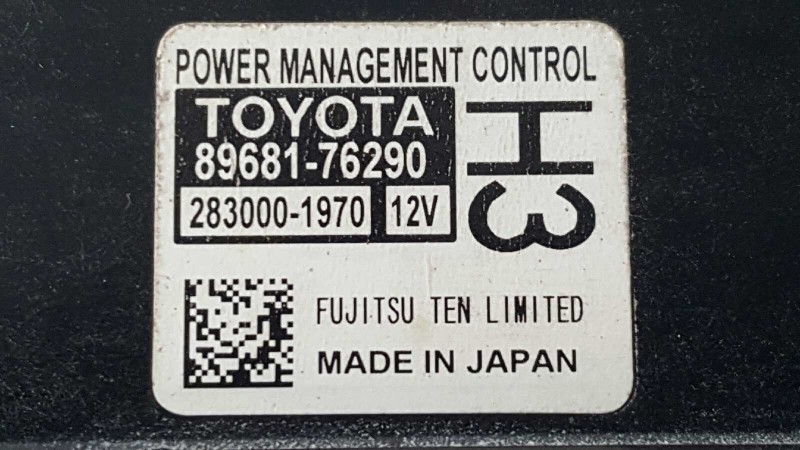 POWER MANAGEMENT CONTROL
TOYOTA
89681-76290
283000-1970 12V
H3
FUJITSU TEN LIMITED
MADE IN JAPAN